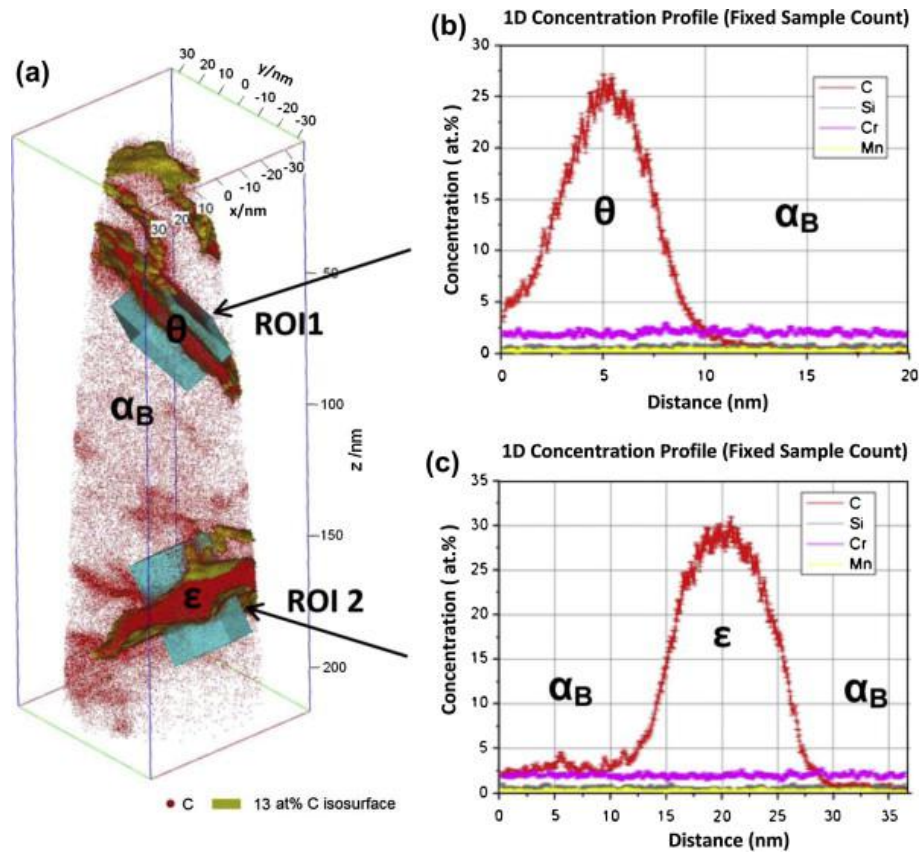 (a)
30
20
10
0
-10
-20
-30
y/nm
30
20
10
0
-10
-20
-30
x/nm
50
100
150
200
z /nm
ROI1
θ
αB
ε
ROI 2
C
13 at% C isosurface
(b)
1D Concentration Profile (Fixed Sample Count)
Concentration ( at.% )
30
25
20
15
10
5
0
C
Si
Cr
Mn
θ
αB
0
5
10
15
20
Distance (nm)
(c)
1D Concentration Profile (Fixed Sample Count)
Concentration ( at.% )
35
30
25
20
15
10
5
0
C
Si
Cr
Mn
αB
ε
αB
0
5
10
15
20
25
30
35
Distance (nm)